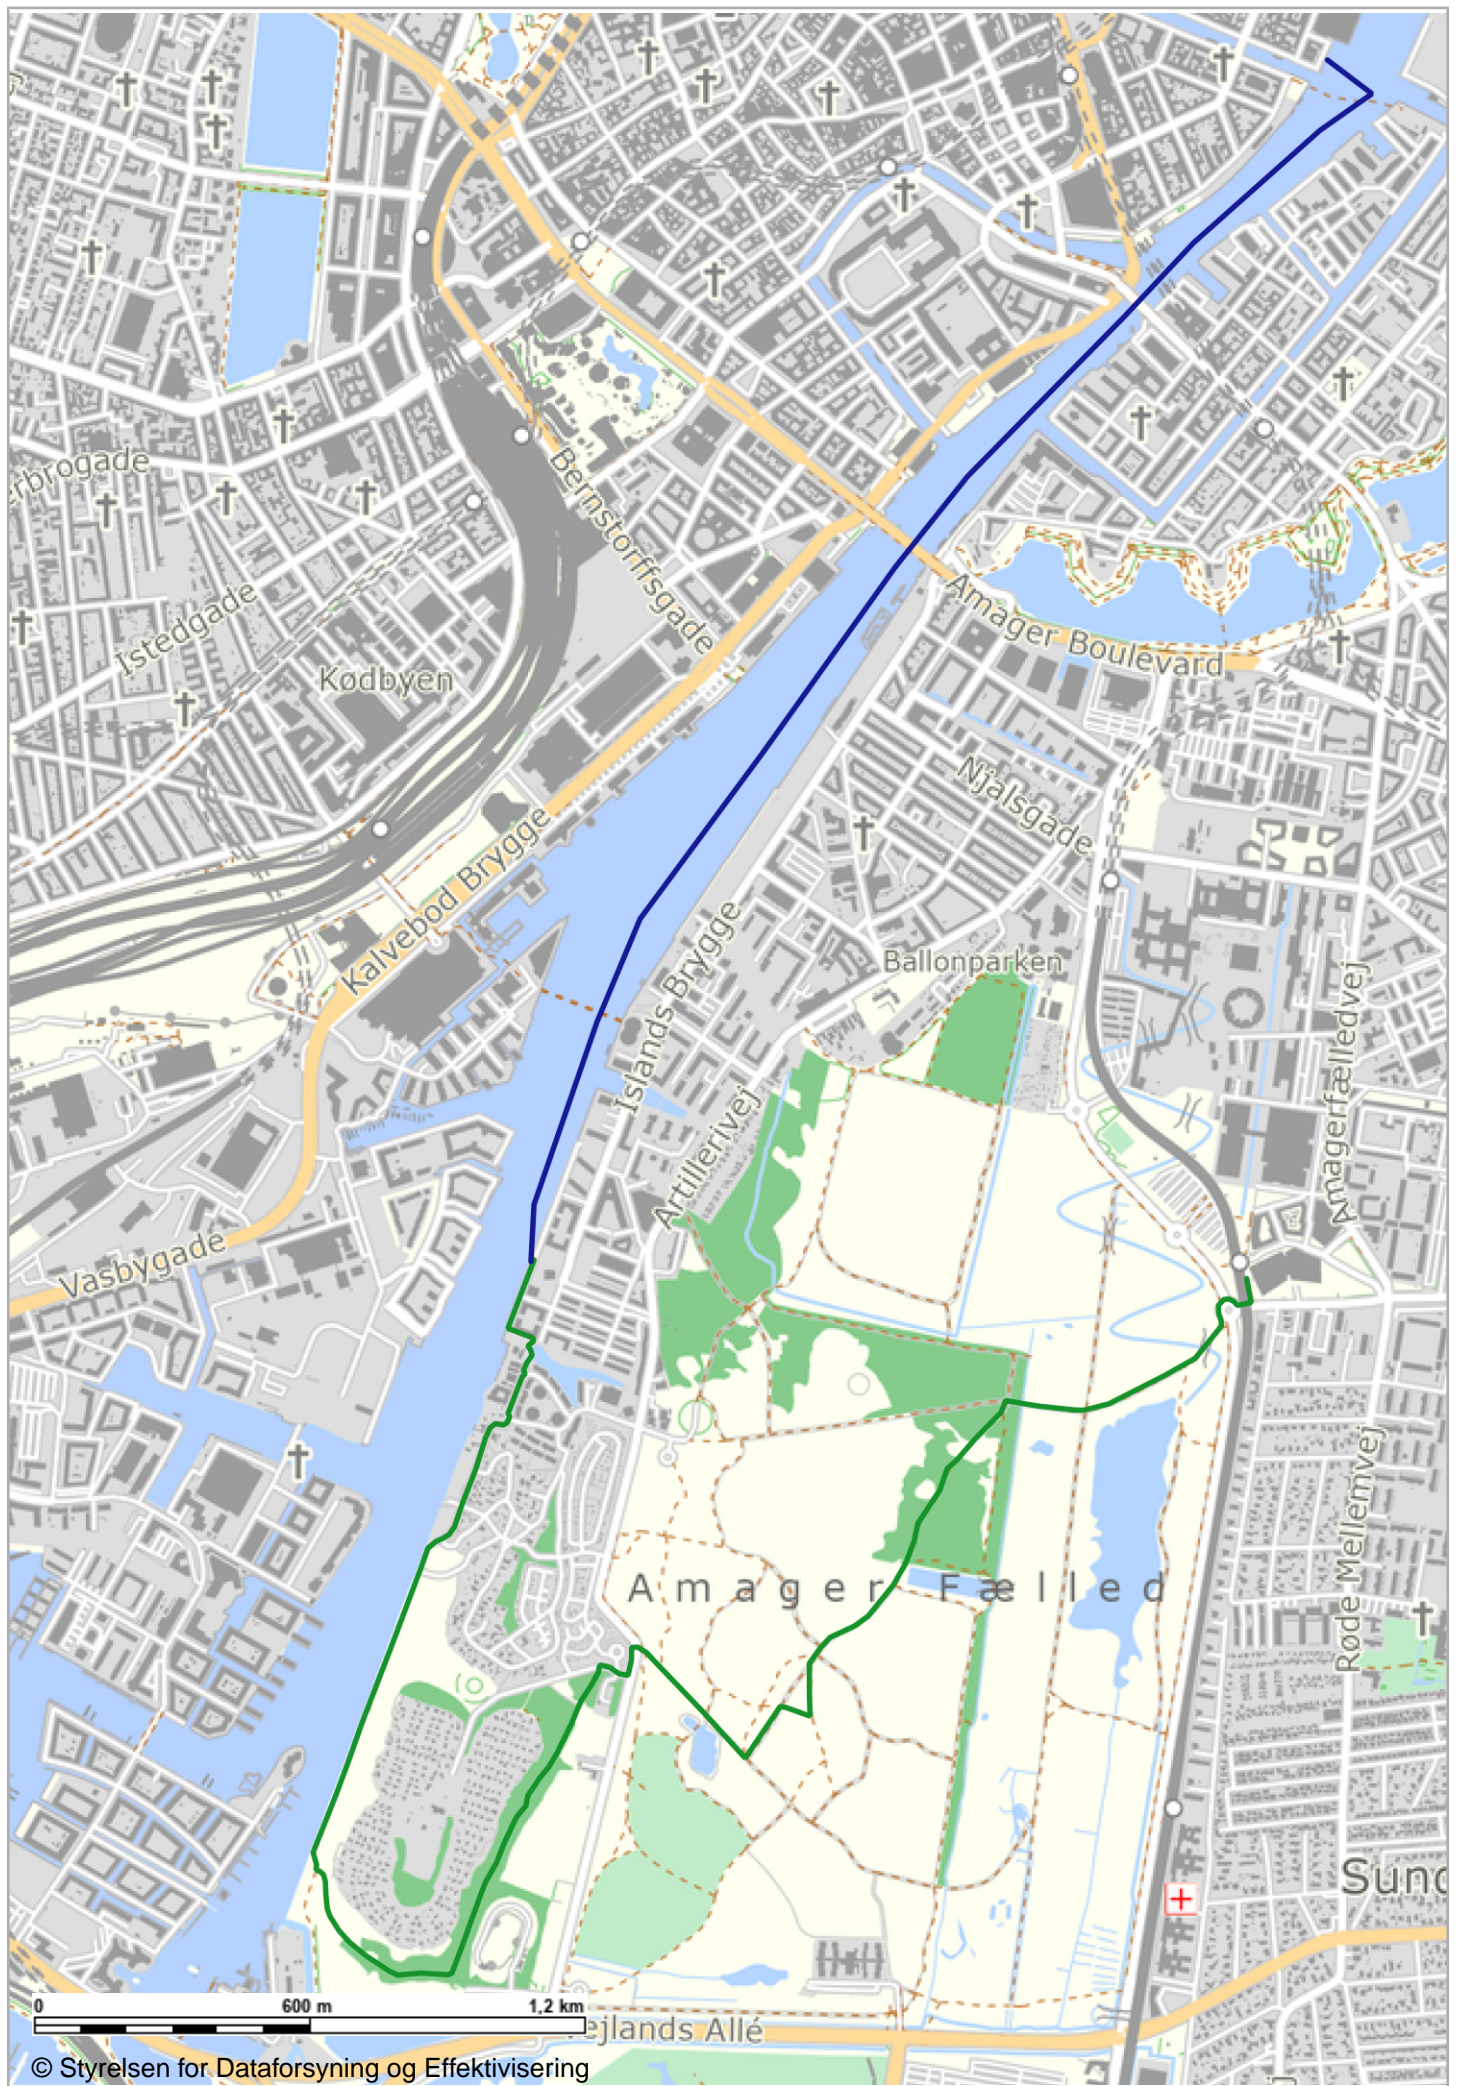 erbrogade
Bernstorffsgade
Istedgade
Amager Boulevard
Kødbyen
Njalsgade
Kalvebod Brygge
Islands Brygge
Ballonparken
Amagerfælledvej
Artillerivej
Vasbygade
Røde Mellemvej
Amager Fælled
Sund
0 600 m 1,2 km
ejlands Allé
© Styrelsen for Dataforsyning og Effektivisering